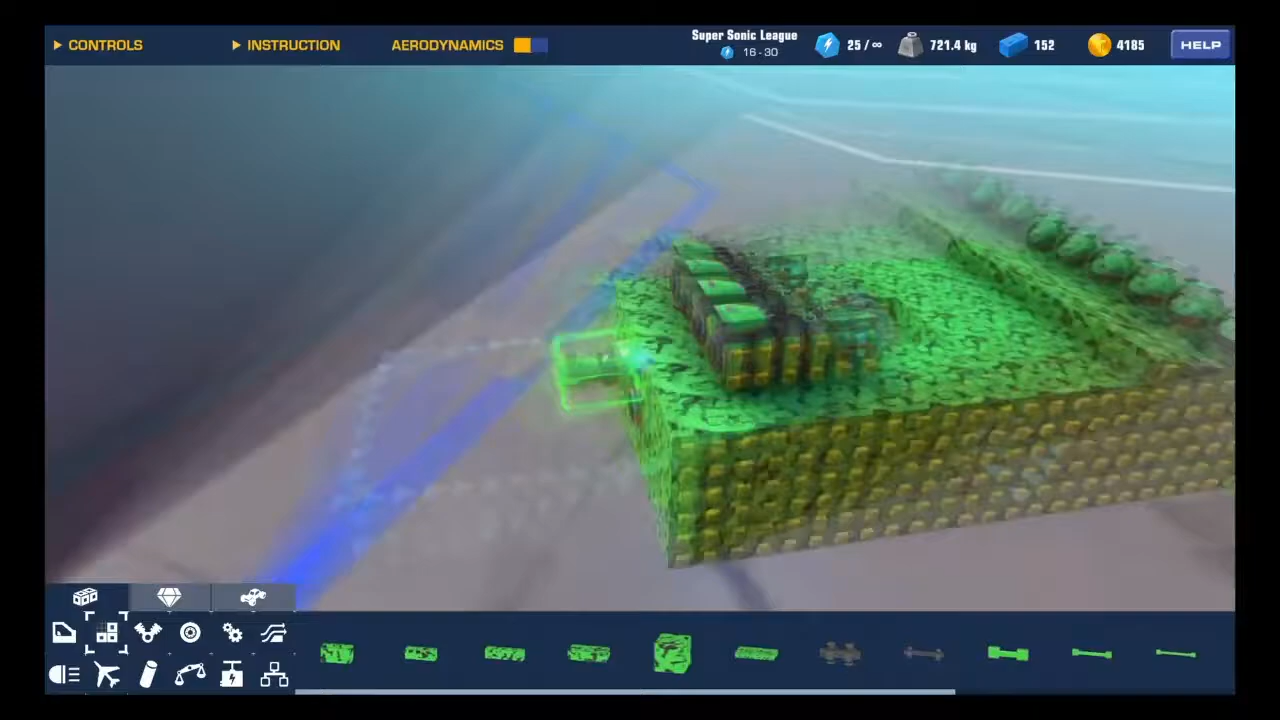 CONTROLS
INSTRUCTION
AERODYNAMICS
Super Sonic League
16 - 30
25 / ∞
721.4 kg
152
4185
HELP